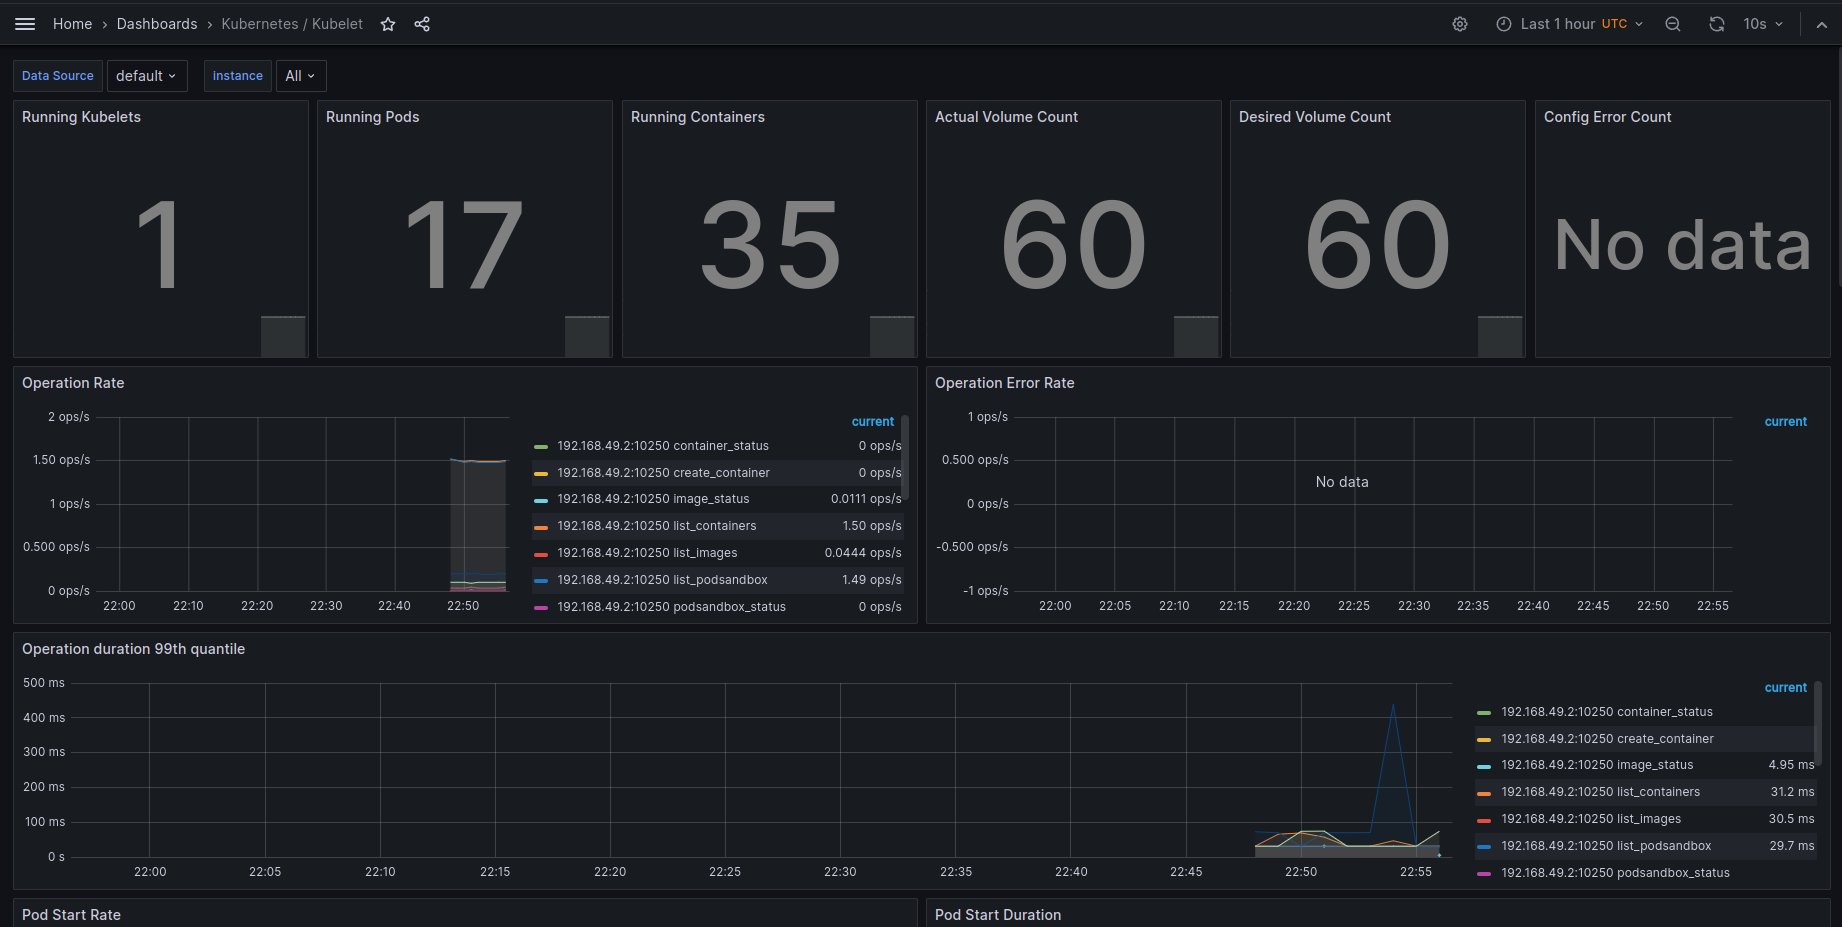 Home › Dashboards › Kubernetes / Kubelet
Last 1 hour UTC
10s
Data Source default
instance All
Running Kubelets
1
Running Pods
17
Running Containers
35
Actual Volume Count
60
Desired Volume Count
60
Config Error Count
No data
Operation Rate
2 ops/s
1.50 ops/s
1 ops/s
0.500 ops/s
0 ops/s
22:00 22:10 22:20 22:30 22:40 22:50
current
192.168.49.2:10250 container_status 0 ops/s
192.168.49.2:10250 create_container 0 ops/s
192.168.49.2:10250 image_status 0.0111 ops/s
192.168.49.2:10250 list_containers 1.50 ops/s
192.168.49.2:10250 list_images 0.0444 ops/s
192.168.49.2:10250 list_podsandbox 1.49 ops/s
192.168.49.2:10250 podsandbox_status 0 ops/s
Operation Error Rate
1 ops/s
0.500 ops/s
0 ops/s
-0.500 ops/s
-1 ops/s
No data
22:00 22:05 22:10 22:15 22:20 22:25 22:30 22:35 22:40 22:45 22:50 22:55
current
Operation duration 99th quantile
500 ms
400 ms
300 ms
200 ms
100 ms
0 s
22:00 22:05 22:10 22:15 22:20 22:25 22:30 22:35 22:40 22:45 22:50 22:55
current
192.168.49.2:10250 container_status
192.168.49.2:10250 create_container
192.168.49.2:10250 image_status 4.95 ms
192.168.49.2:10250 list_containers 31.2 ms
192.168.49.2:10250 list_images 30.5 ms
192.168.49.2:10250 list_podsandbox 29.7 ms
192.168.49.2:10250 podsandbox_status
Pod Start Rate
Pod Start Duration